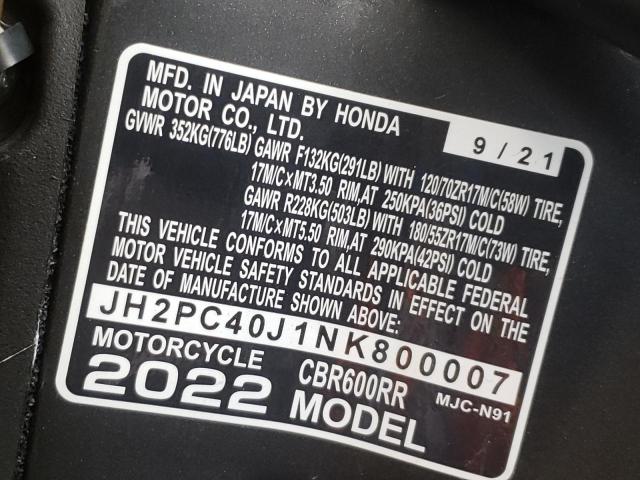 MFD. IN JAPAN BY HONDA
MOTOR CO., LTD.
9/21
GVWR 352KG(776LB) GAWR F132KG(291LB) WITH 120/70ZR17M/C(58W) TIRE,
17M/C×MT3.50 RIM,AT 250KPA(36PSI) COLD
GAWR R228KG(503LB) WITH 180/55ZR17M/C(73W) TIRE,
17M/C×MT5.50 RIM,AT 290KPA(42PSI) COLD
THIS VEHICLE CONFORMS TO ALL APPLICABLE FEDERAL
MOTOR VEHICLE SAFETY STANDARDS IN EFFECT ON THE
DATE OF MANUFACTURE SHOWN ABOVE:
JH2PC40J1NK800007
MOTORCYCLE CBR600RR MJC-N91
2022 MODEL